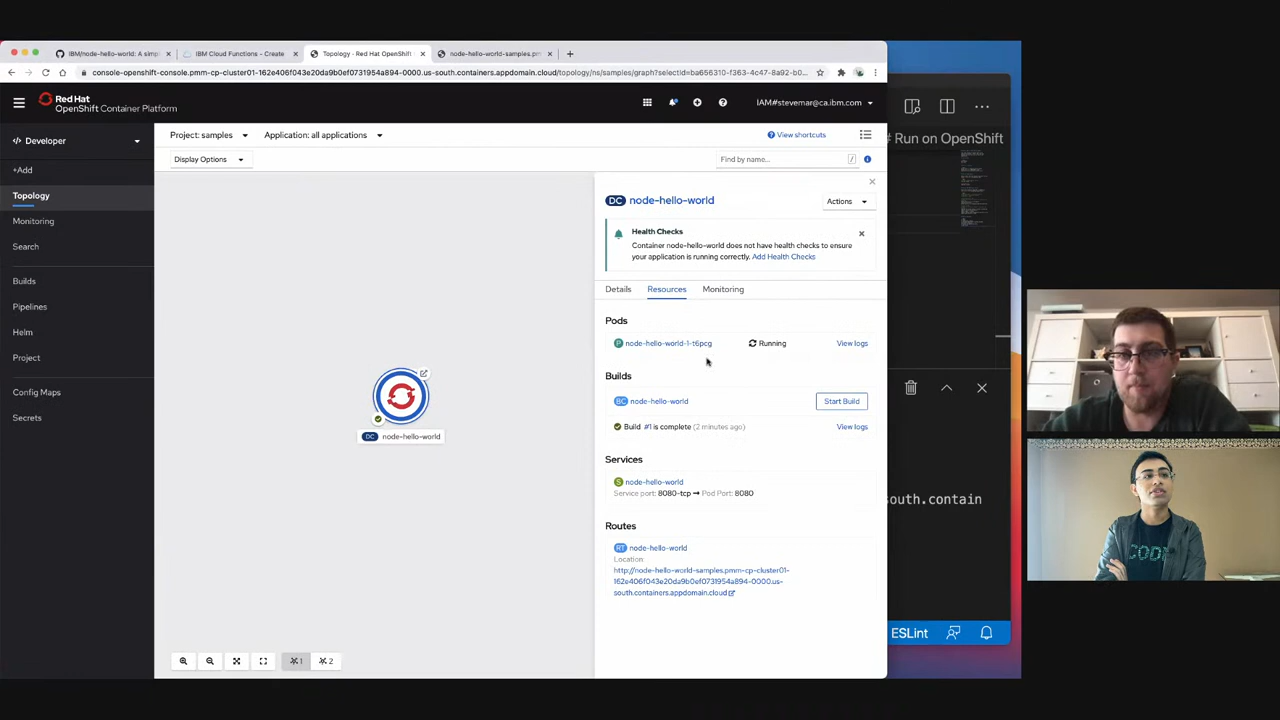 IBM/node-hello-world: A simpl
IBM Cloud Functions - Create
Topology · Red Hat OpenShift
node-hello-world-samples.pm
console-openshift-console.pmm-cp-cluster01-162e406f043e20da9b0ef0731954a894-0000.us-south.containers.appdomain.cloud/topology/ns/samples/graph?selectId=ba656310-f363-4c47-8a92-b0...
Red Hat
OpenShift Container Platform
IAM#stevemar@ca.ibm.com
Developer
+Add
Topology
Monitoring
Search
Builds
Pipelines
Helm
Project
Config Maps
Secrets
Project: samples
Application: all applications
View shortcuts
Display Options
Find by name...
/
DC node-hello-world
DC node-hello-world
Actions
Health Checks
Container node-hello-world does not have health checks to ensure
your application is running correctly. Add Health Checks
Details
Resources
Monitoring
Pods
P node-hello-world-1-t6pcg
Running
View logs
Builds
BC node-hello-world
Start Build
Build #1 is complete (2 minutes ago)
View logs
Services
S node-hello-world
Service port: 8080-tcp → Pod Port: 8080
Routes
RT node-hello-world
Location:
http://node-hello-world-samples.pmm-cp-cluster01-
162e406f043e20da9b0ef0731954a894-0000.us-
south.containers.appdomain.cloud
1
2
# Run on OpenShift
outh.contain
ESLint
CODE